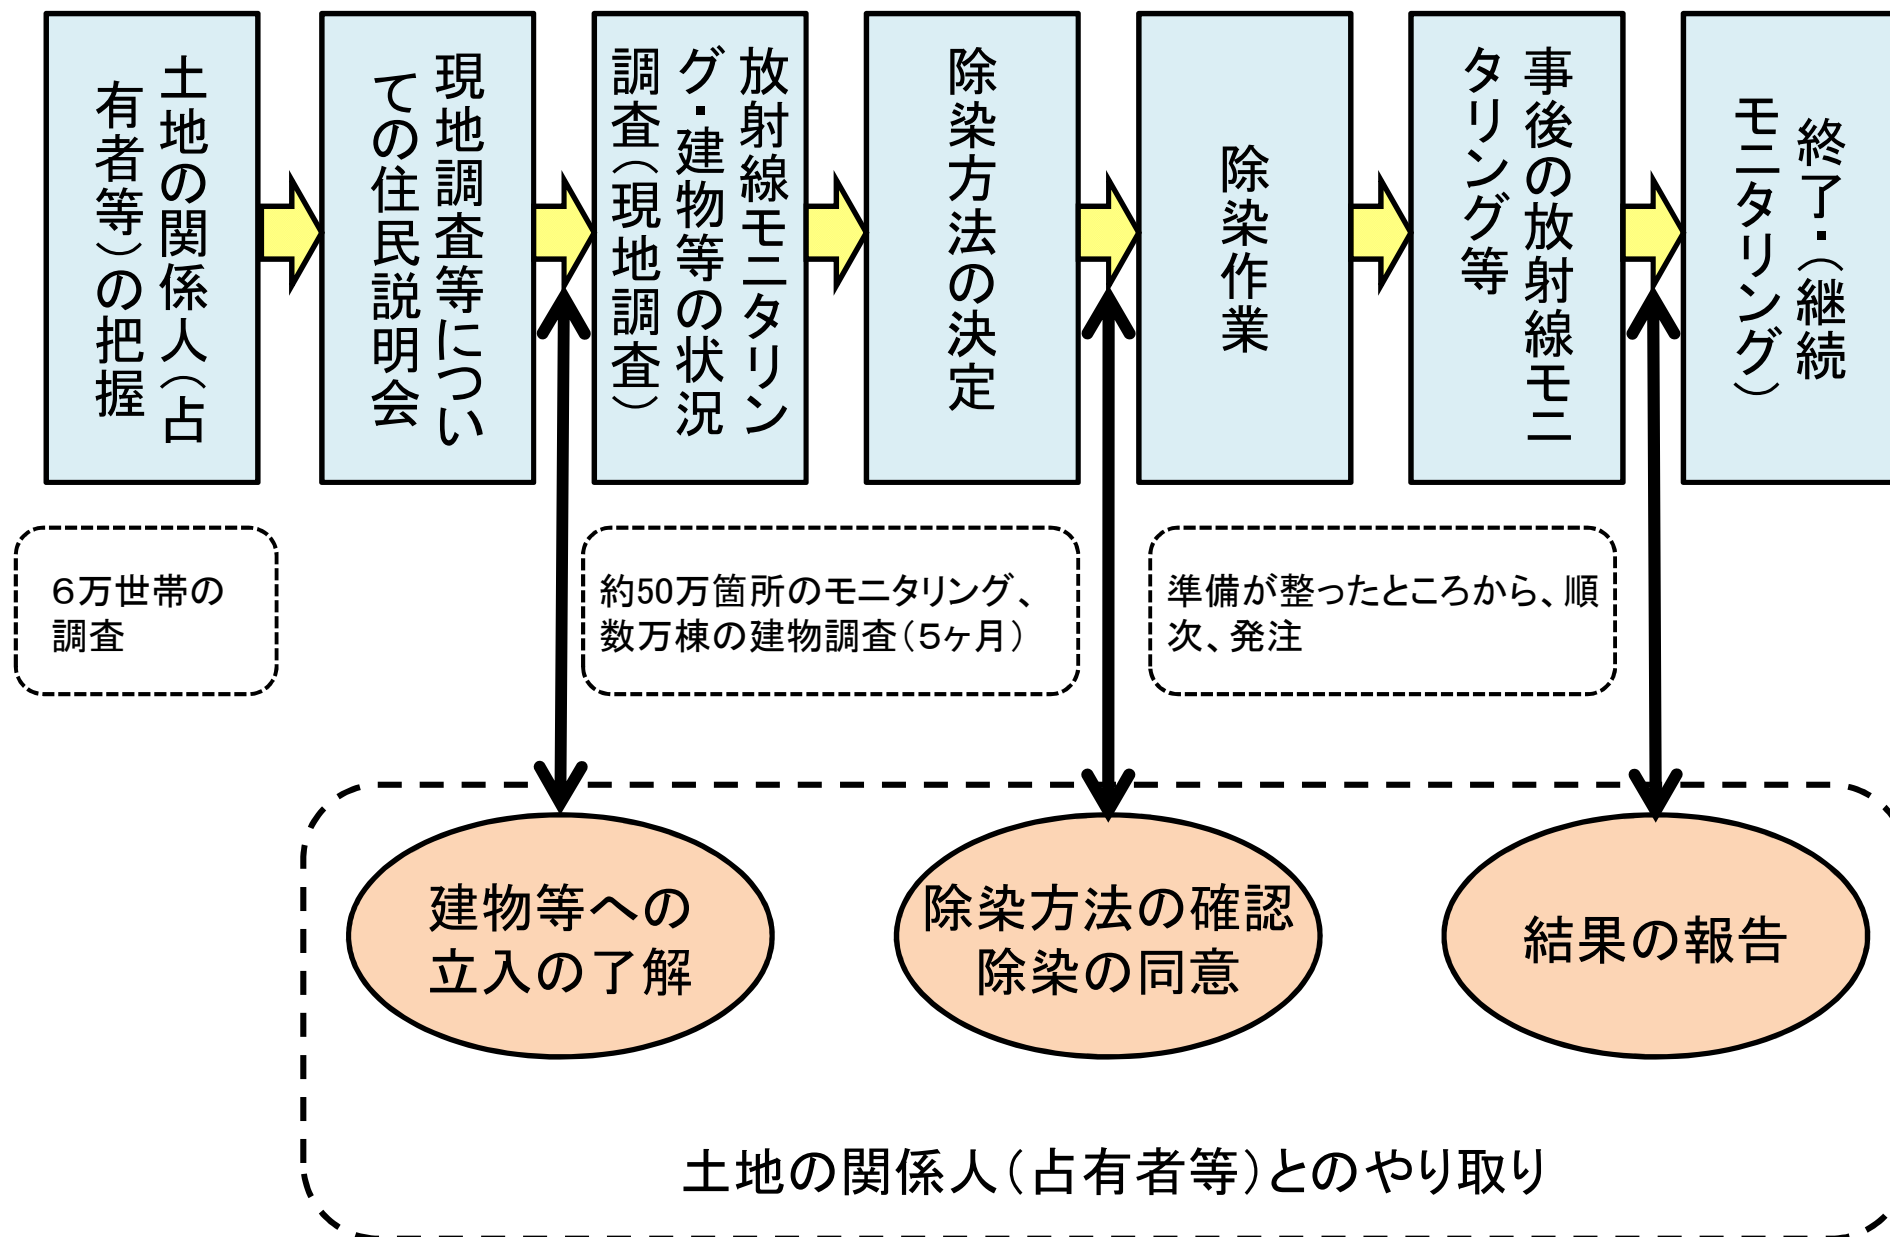 土地の関係人（占
有者等）の把握
現地調査等につい
ての住民説明会
放射線モニタリン
グ・建物等の状況
調査（現地調査）
除染方法の決定
除染作業
事後の放射線モニ
タリング等
終了・（継続
モニタリング）
６万世帯の
調査
約50万箇所のモニタリング、
数万棟の建物調査（５ヶ月）
準備が整ったところから、順
次、発注
建物等への
立入の了解
除染方法の確認
除染の同意
結果の報告
土地の関係人（占有者等）とのやり取り